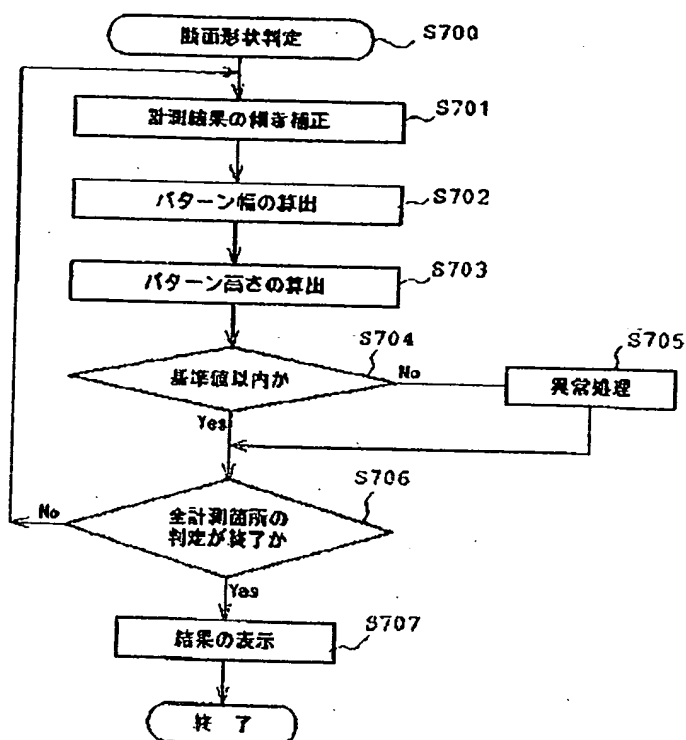 断面形状判定
S700
計測結果の傾き補正
S701
パターン幅の算出
S702
パターン高さの算出
S703
S704
基準値以内か
No
S705
異常処理
Yes
S706
全計測箇所の
判定が終了か
No
Yes
結果の表示
S707
終 了